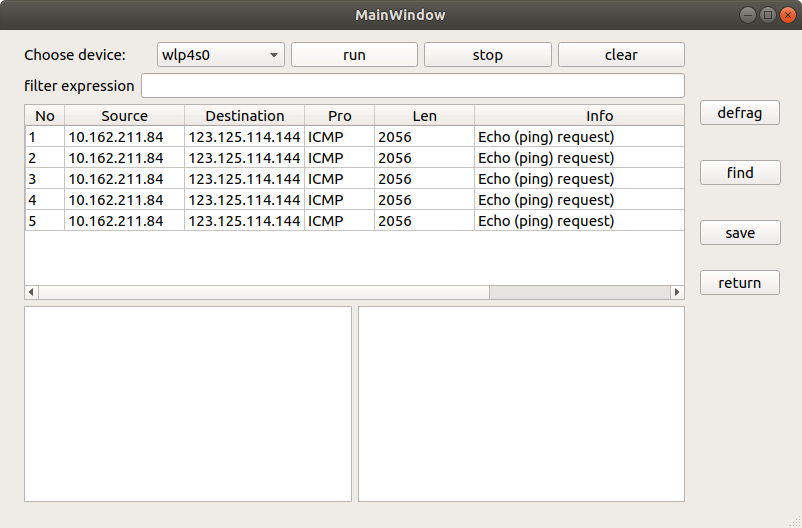 MainWindow
Choose device: wlp4s0 run stop clear
filter expression
No Source Destination Pro Len Info
1 10.162.211.84 123.125.114.144 ICMP 2056 Echo (ping) request)
2 10.162.211.84 123.125.114.144 ICMP 2056 Echo (ping) request)
3 10.162.211.84 123.125.114.144 ICMP 2056 Echo (ping) request)
4 10.162.211.84 123.125.114.144 ICMP 2056 Echo (ping) request)
5 10.162.211.84 123.125.114.144 ICMP 2056 Echo (ping) request)
defrag
find
save
return